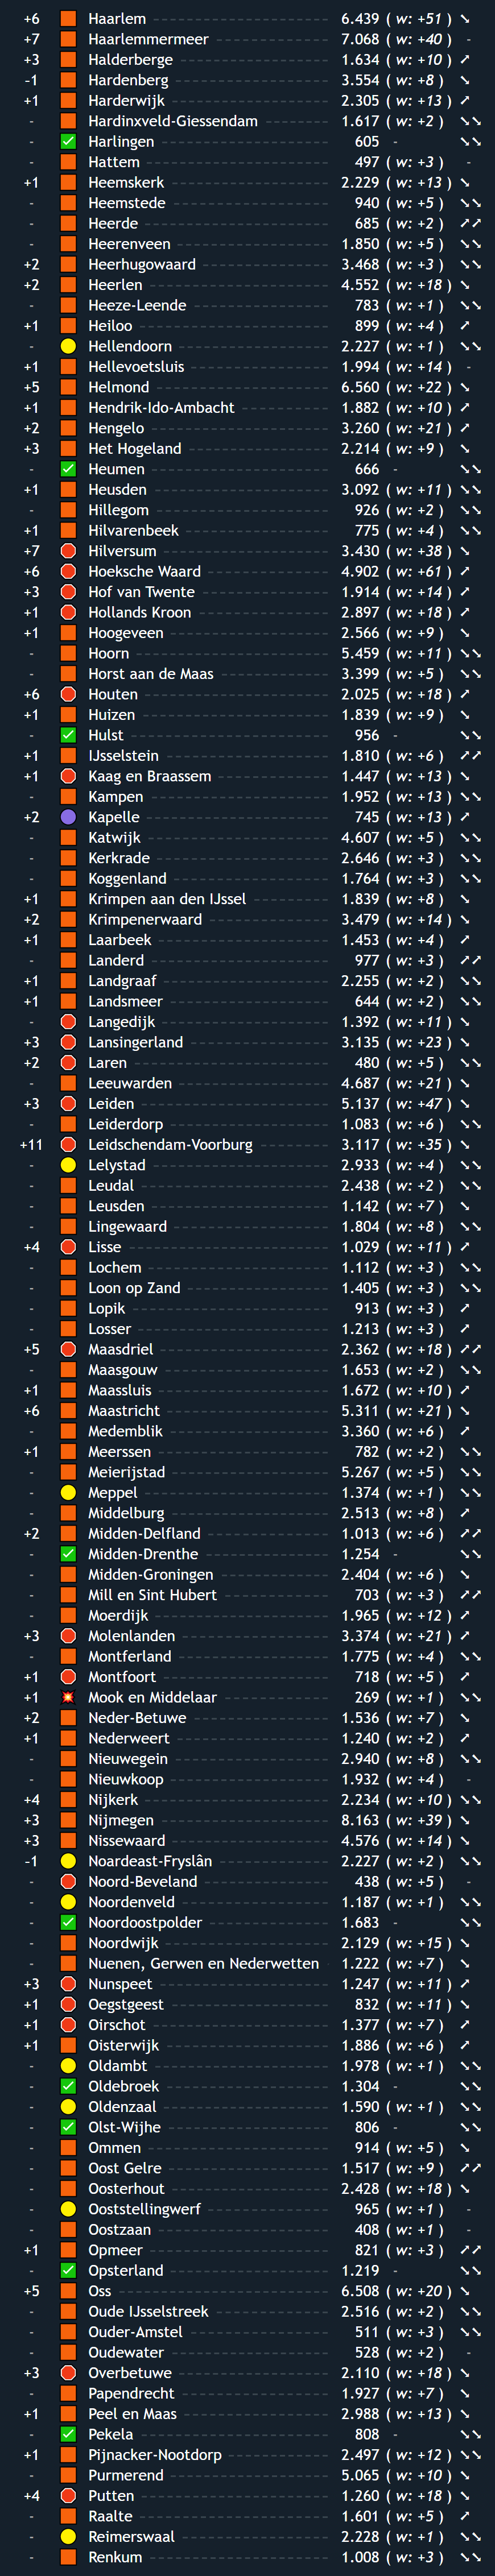 +6 Haarlem 6.439 ( w: +51 ) ↘
+7 Haarlemmermeer 7.068 ( w: +40 ) -
+3 Halderberge 1.634 ( w: +10 ) ↗
-1 Hardenberg 3.554 ( w: +8 ) ↘
+1 Harderwijk 2.305 ( w: +13 ) ↗
- Hardinxveld-Giessendam 1.617 ( w: +2 ) ↘↘
- Harlingen 605 - ↘↘
- Hattem 497 ( w: +3 ) -
+1 Heemskerk 2.229 ( w: +13 ) ↘
- Heemstede 940 ( w: +5 ) ↘↘
- Heerde 685 ( w: +2 ) ↗↗
- Heerenveen 1.850 ( w: +5 ) ↘↘
+2 Heerhugowaard 3.468 ( w: +3 ) ↘↘
+2 Heerlen 4.552 ( w: +18 ) ↘
- Heeze-Leende 783 ( w: +1 ) ↘↘
+1 Heiloo 899 ( w: +4 ) ↗
- Hellendoorn 2.227 ( w: +1 ) ↘↘
+1 Hellevoetsluis 1.994 ( w: +14 ) -
+5 Helmond 6.560 ( w: +22 ) ↘
+1 Hendrik-Ido-Ambacht 1.882 ( w: +10 ) ↗
+2 Hengelo 3.260 ( w: +21 ) ↗
+3 Het Hogeland 2.214 ( w: +9 ) ↘
- Heumen 666 - ↘↘
+1 Heusden 3.092 ( w: +11 ) ↘↘
- Hillegom 926 ( w: +2 ) ↘↘
+1 Hilvarenbeek 775 ( w: +4 ) ↘↘
+7 Hilversum 3.430 ( w: +38 ) ↘
+6 Hoeksche Waard 4.902 ( w: +61 ) ↗
+3 Hof van Twente 1.914 ( w: +14 ) ↗
+1 Hollands Kroon 2.897 ( w: +18 ) ↗
+1 Hoogeveen 2.566 ( w: +9 ) ↘
- Hoorn 5.459 ( w: +11 ) ↘↘
- Horst aan de Maas 3.399 ( w: +5 ) ↘↘
+6 Houten 2.025 ( w: +18 ) ↗
+1 Huizen 1.839 ( w: +9 ) ↘
- Hulst 956 - ↘↘
+1 IJsselstein 1.810 ( w: +6 ) ↗↗
+1 Kaag en Braassem 1.447 ( w: +13 ) ↘
- Kampen 1.952 ( w: +13 ) ↘↘
+2 Kapelle 745 ( w: +13 ) ↗
- Katwijk 4.607 ( w: +5 ) ↘↘
- Kerkrade 2.646 ( w: +3 ) ↘↘
- Koggenland 1.764 ( w: +3 ) ↘↘
+1 Krimpen aan den IJssel 1.839 ( w: +8 ) ↘
+2 Krimpenerwaard 3.479 ( w: +14 ) ↘
+1 Laarbeek 1.453 ( w: +4 ) ↗
- Landerd 977 ( w: +3 ) ↗↗
+1 Landgraaf 2.255 ( w: +2 ) ↘↘
+1 Landsmeer 644 ( w: +2 ) ↘↘
- Langedijk 1.392 ( w: +11 ) ↘
+3 Lansingerland 3.135 ( w: +23 ) ↘
+2 Laren 480 ( w: +5 ) ↘↘
- Leeuwarden 4.687 ( w: +21 ) ↘
+3 Leiden 5.137 ( w: +47 ) ↘
- Leiderdorp 1.083 ( w: +6 ) ↘↘
+11 Leidschendam-Voorburg 3.117 ( w: +35 ) ↘
- Lelystad 2.933 ( w: +4 ) ↘↘
- Leudal 2.438 ( w: +2 ) ↘↘
- Leusden 1.142 ( w: +7 ) ↘
- Lingewaard 1.804 ( w: +8 ) ↘↘
+4 Lisse 1.029 ( w: +11 ) ↗
- Lochem 1.112 ( w: +3 ) ↘↘
- Loon op Zand 1.405 ( w: +3 ) ↘↘
- Lopik 913 ( w: +3 ) ↗
- Losser 1.213 ( w: +3 ) ↗
+5 Maasdriel 2.362 ( w: +18 ) ↗↗
- Maasgouw 1.653 ( w: +2 ) ↘↘
+1 Maassluis 1.672 ( w: +10 ) ↗
+6 Maastricht 5.311 ( w: +21 ) ↘
- Medemblik 3.360 ( w: +6 ) ↗
+1 Meerssen 782 ( w: +2 ) ↘↘
- Meierijstad 5.267 ( w: +5 ) ↘↘
- Meppel 1.374 ( w: +1 ) ↘↘
- Middelburg 2.513 ( w: +8 ) ↗
+2 Midden-Delfland 1.013 ( w: +6 ) ↗↗
- Midden-Drenthe 1.254 - ↘↘
- Midden-Groningen 2.404 ( w: +6 ) ↘
- Mill en Sint Hubert 703 ( w: +3 ) ↗↗
- Moerdijk 1.965 ( w: +12 ) ↗
+3 Molenlanden 3.374 ( w: +21 ) ↗
- Montferland 1.775 ( w: +4 ) ↘↘
+1 Montfoort 718 ( w: +5 ) ↗
+1 Mook en Middelaar 269 ( w: +1 ) ↘↘
+2 Neder-Betuwe 1.536 ( w: +7 ) ↘
+1 Nederweert 1.240 ( w: +2 ) ↗
- Nieuwegein 2.940 ( w: +8 ) ↘↘
- Nieuwkoop 1.932 ( w: +4 ) -
+4 Nijkerk 2.234 ( w: +10 ) ↘↘
+3 Nijmegen 8.163 ( w: +39 ) ↘
+3 Nissewaard 4.576 ( w: +14 ) ↘
-1 Noardeast-Fryslân 2.227 ( w: +2 ) ↘↘
- Noord-Beveland 438 ( w: +5 ) -
- Noordenveld 1.187 ( w: +1 ) ↘↘
- Noordoostpolder 1.683 - ↘↘
- Noordwijk 2.129 ( w: +15 ) ↘
- Nuenen, Gerwen en Nederwetten 1.222 ( w: +7 ) ↘
+3 Nunspeet 1.247 ( w: +11 ) ↗
+1 Oegstgeest 832 ( w: +11 ) ↘
+1 Oirschot 1.377 ( w: +7 ) ↗
+1 Oisterwijk 1.886 ( w: +6 ) ↗
- Oldambt 1.978 ( w: +1 ) ↘↘
- Oldebroek 1.304 - ↘↘
- Oldenzaal 1.590 ( w: +1 ) ↘↘
- Olst-Wijhe 806 - ↘↘
- Ommen 914 ( w: +5 ) ↘
- Oost Gelre 1.517 ( w: +9 ) ↗↗
- Oosterhout 2.428 ( w: +18 ) ↘
- Ooststellingwerf 965 ( w: +1 ) -
- Oostzaan 408 ( w: +1 ) -
+1 Opmeer 821 ( w: +3 ) ↗↗
- Opsterland 1.219 - ↘↘
+5 Oss 6.508 ( w: +20 ) ↘
- Oude IJsselstreek 2.516 ( w: +2 ) ↘↘
- Ouder-Amstel 511 ( w: +3 ) ↘↘
- Oudewater 528 ( w: +2 ) -
+3 Overbetuwe 2.110 ( w: +18 ) ↘
- Papendrecht 1.927 ( w: +7 ) ↘
+1 Peel en Maas 2.988 ( w: +13 ) ↘
- Pekela 808 - ↘↘
+1 Pijnacker-Nootdorp 2.497 ( w: +12 ) ↘↘
- Purmerend 5.065 ( w: +10 ) ↘
+4 Putten 1.260 ( w: +18 ) ↘
- Raalte 1.601 ( w: +5 ) ↗
- Reimerswaal 2.228 ( w: +1 ) ↘↘
- Renkum 1.008 ( w: +3 ) ↘↘